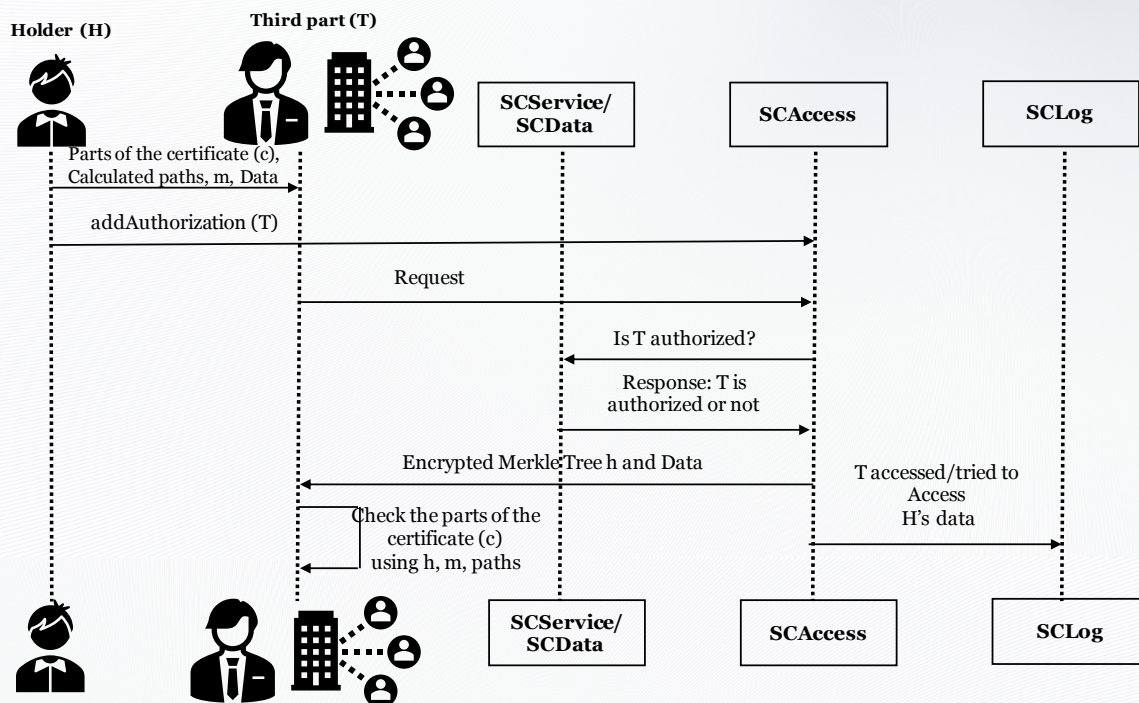 Holder (H)
Third part (T)
SCService/
SCData
SCAccess
SCLog
Parts of the certificate (c),
Calculated paths, m, Data
addAuthorization (T)
Request
Is T authorized?
Response: T is
authorized or not
Encrypted Merkle Tree h and Data
T accessed/tried to
Access
H's data
Check the parts of the
certificate (c)
using h, m, paths
SCService/
SCData
SCAccess
SCLog